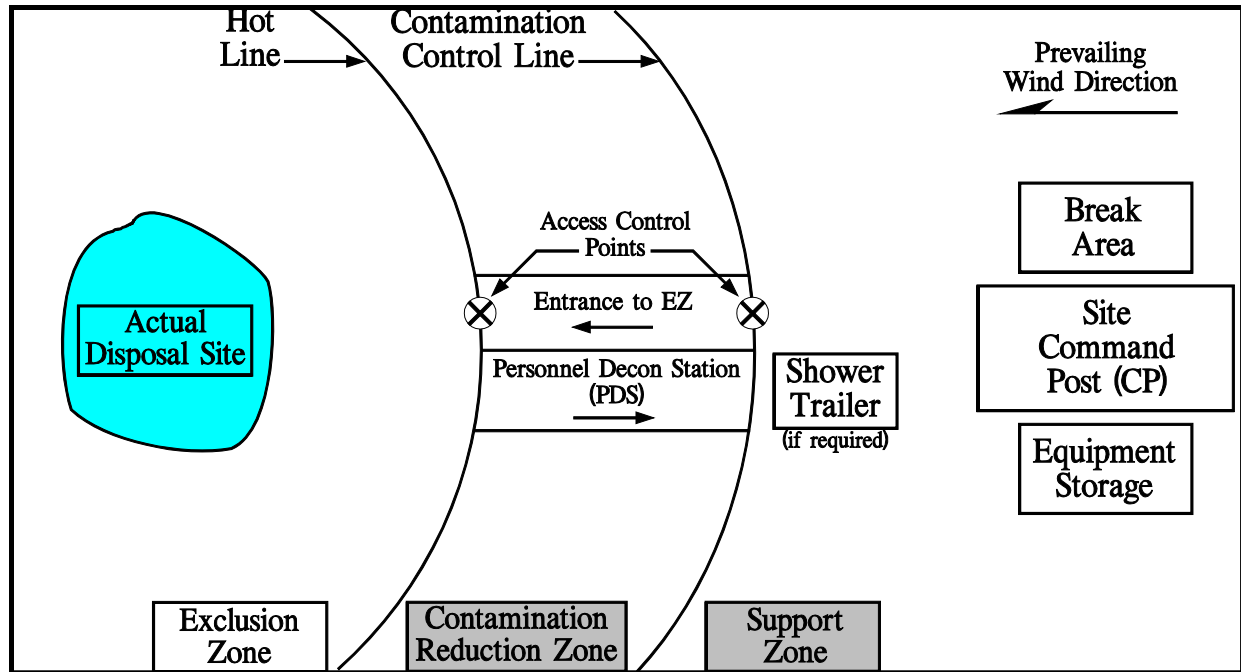 Hot
Line
Contamination
Control Line
Prevailing
Wind Direction
Break
Area
Access Control
Points
Entrance to EZ
Actual
Disposal Site
Site
Command
Post (CP)
Personnel Decon Station
(PDS)
Shower
Trailer
(if required)
Equipment
Storage
Exclusion
Zone
Contamination
Reduction Zone
Support
Zone